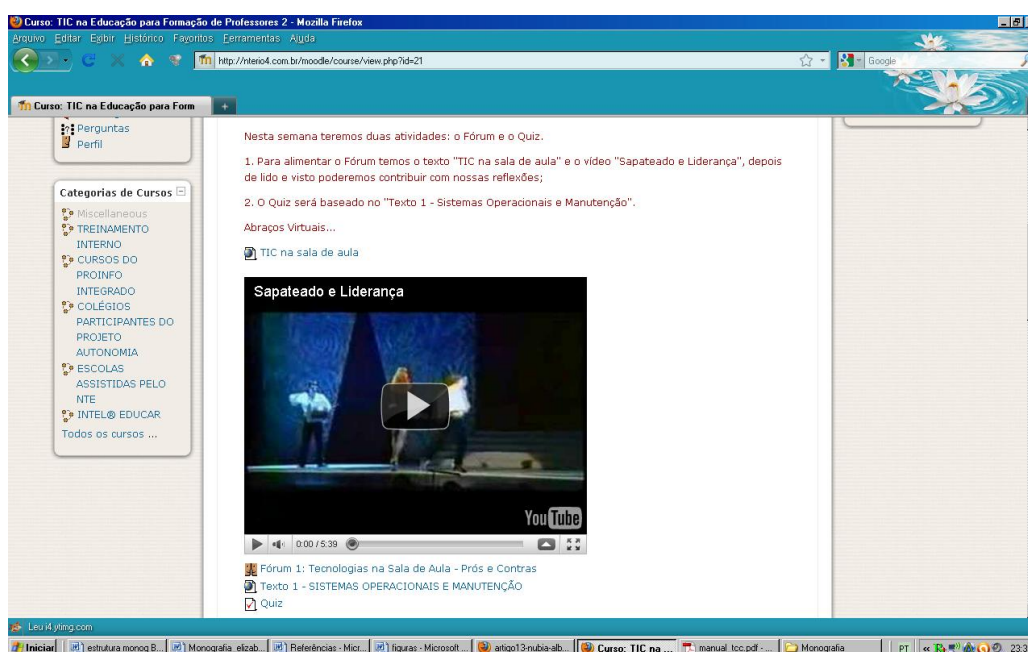 Curso: TIC na Educação para Formação de Professores 2 - Mozilla Firefox
Arquivo Editar Exibir Histórico Favoritos Ferramentas Ajuda
http://nterio4.com.br/moodle/course/view.php?id=21
Google
Curso: TIC na Educação para Form
Perguntas
Perfil
Categorias de Cursos
Miscellaneous
TREINAMENTO
INTERNO
CURSOS DO
PROINFO
INTEGRADO
COLÉGIOS
PARTICIPANTES DO
PROJETO
AUTONOMIA
ESCOLAS
ASSISTIDAS PELO
NTE
INTEL® EDUCAR
Todos os cursos ...
Nesta semana teremos duas atividades: o Fórum e o Quiz.
1. Para alimentar o Fórum temos o texto "TIC na sala de aula" e o vídeo "Sapateado e Liderança", depois
de lido e visto poderemos contribuir com nossas reflexões;
2. O Quiz será baseado no "Texto 1 - Sistemas Operacionais e Manutenção".
Abraços Virtuais...
TIC na sala de aula
Sapateado e Liderança
YouTube
0:00 / 5:39
Fórum 1: Tecnologias na Sala de Aula - Prós e Contras
Texto 1 - SISTEMAS OPERACIONAIS E MANUTENÇÃO
Quiz
Leu i4.ytimg.com
Iniciar
estrutura monog B...
Monografia_elizab...
Referências - Micr...
figuras - Microsoft ...
artigo13-nubia-alb...
Curso: TIC na ...
manual_tcc.pdf - ...
Monografia
PT